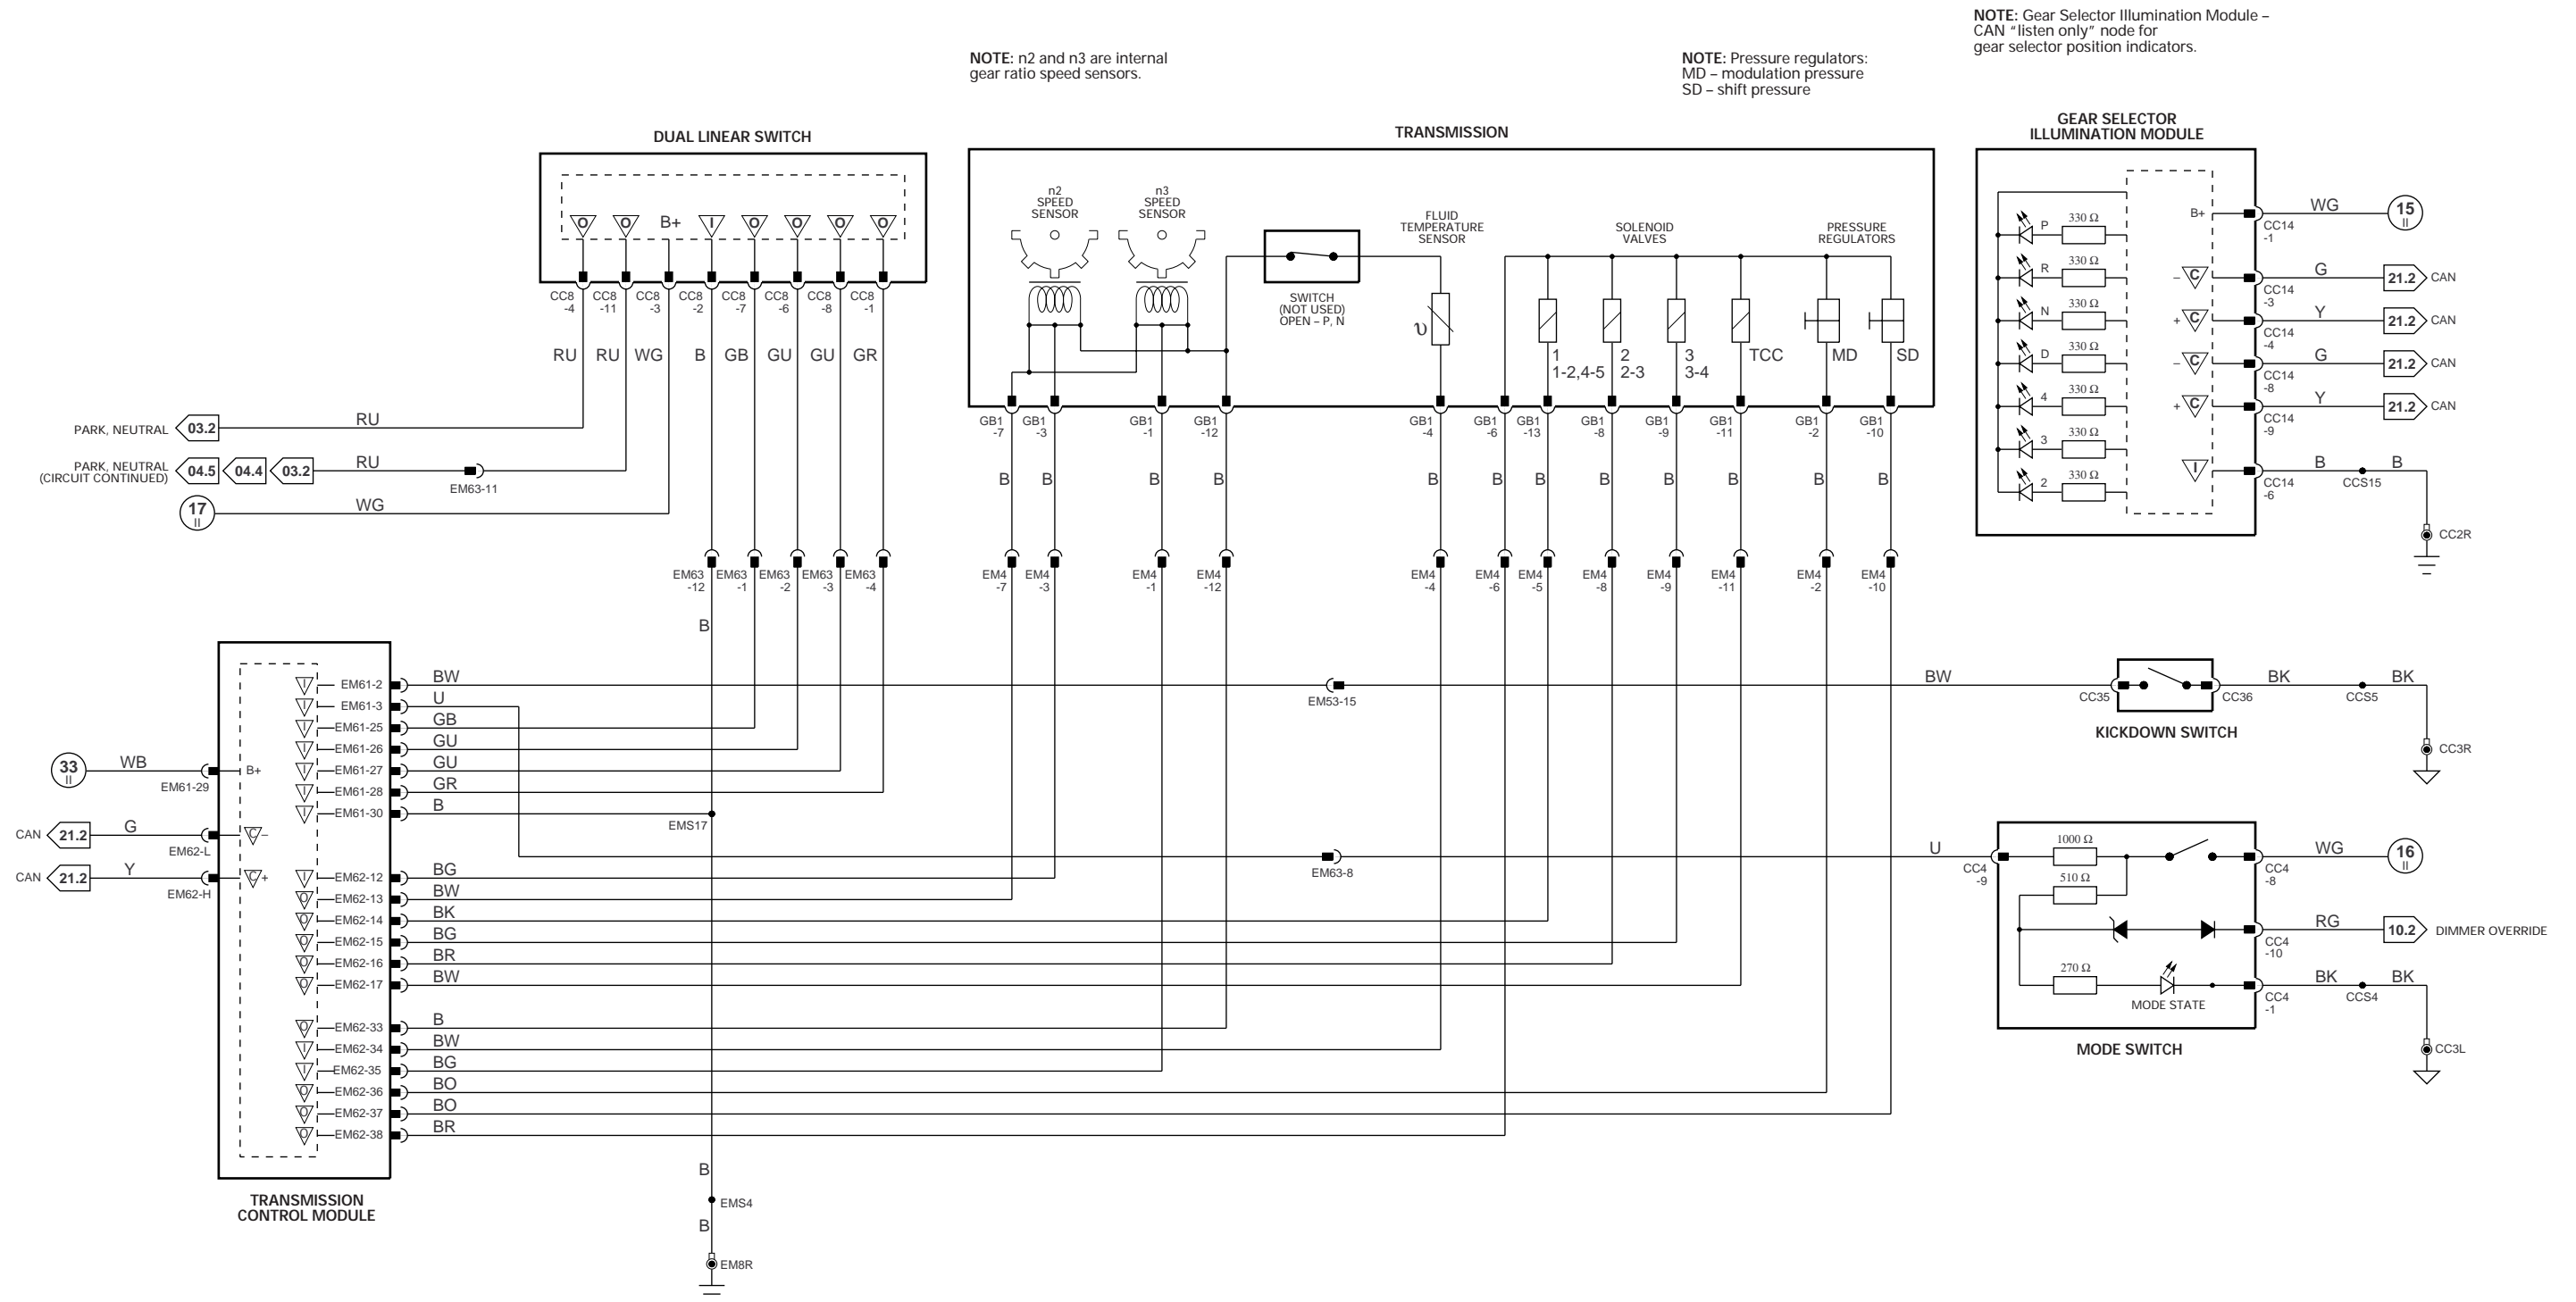 NOTE: Gear Selector Illumination Module –
CAN “listen only” node for
gear selector position indicators.
NOTE: n2 and n3 are internal
gear ratio speed sensors.
NOTE: Pressure regulators:
MD – modulation pressure
SD – shift pressure
DUAL LINEAR SWITCH
O O B+ I O O O O
CC8 CC8 CC8 CC8 CC8 CC8 CC8 CC8
-4 -11 -3 -2 -7 -6 -8 -1
RU RU WG B GB GU GU GR
PARK, NEUTRAL 03.2 RU
PARK, NEUTRAL
(CIRCUIT CONTINUED)
04.5 04.4 03.2 RU
EM63-11
17
II
WG
EM63 EM63 EM63 EM63 EM63
-12 -1 -2 -3 -4
B
TRANSMISSION
n2
SPEED
SENSOR
n3
SPEED
SENSOR
SWITCH
(NOT USED)
OPEN – P, N
FLUID
TEMPERATURE
SENSOR
υ
SOLENOID
VALVES
PRESSURE
REGULATORS
1
1-2,4-5
2
2-3
3
3-4
TCC
MD
SD
GB1 GB1 GB1 GB1 GB1 GB1 GB1 GB1 GB1 GB1 GB1 GB1
-7 -3 -1 -12 -4 -6 -13 -8 -9 -11 -2 -10
B B B B B B B B B B B B
EM4 EM4 EM4 EM4 EM4 EM4 EM4 EM4 EM4 EM4 EM4 EM4
-7 -3 -1 -12 -4 -6 -5 -8 -9 -11 -2 -10
GEAR SELECTOR
ILLUMINATION MODULE
P 330 Ω
R 330 Ω
N 330 Ω
D 330 Ω
4 330 Ω
3 330 Ω
2 330 Ω
B+
CC14
-1
WG
15
II
– C
CC14
-3
G 21.2 CAN
+ C
CC14
-4
Y 21.2 CAN
– C
CC14
-8
G 21.2 CAN
+ C
CC14
-9
Y 21.2 CAN
I
CC14
-6
B B
CCS15
CC2R
33
II
WB
EM61-29
B+
CAN 21.2 G
EM62-L
C –
CAN 21.2 Y
EM62-H
C +
I EM61-2 BW
I EM61-3 U
I EM61-25 GB
I EM61-26 GU
I EM61-27 GU
I EM61-28 GR
I EM61-30 B
EMS17
I EM62-12 BG
O EM62-13 BW
O EM62-14 BK
O EM62-15 BG
O EM62-16 BR
O EM62-17 BW
O EM62-33 B
I EM62-34 BW
I EM62-35 BG
O EM62-36 BO
O EM62-37 BO
O EM62-38 BR
TRANSMISSION
CONTROL MODULE
B
EMS4
B
EM8R
EM53-15
BW
CC35
CC36
BK BK
CCS5
KICKDOWN SWITCH
CC3R
EM63-8
U
CC4
-9
1000 Ω
510 Ω
270 Ω
MODE STATE
CC4
-8
WG
16
II
CC4
-10
RG 10.2 DIMMER OVERRIDE
CC4
-1
BK BK
CCS4
MODE SWITCH
CC3L